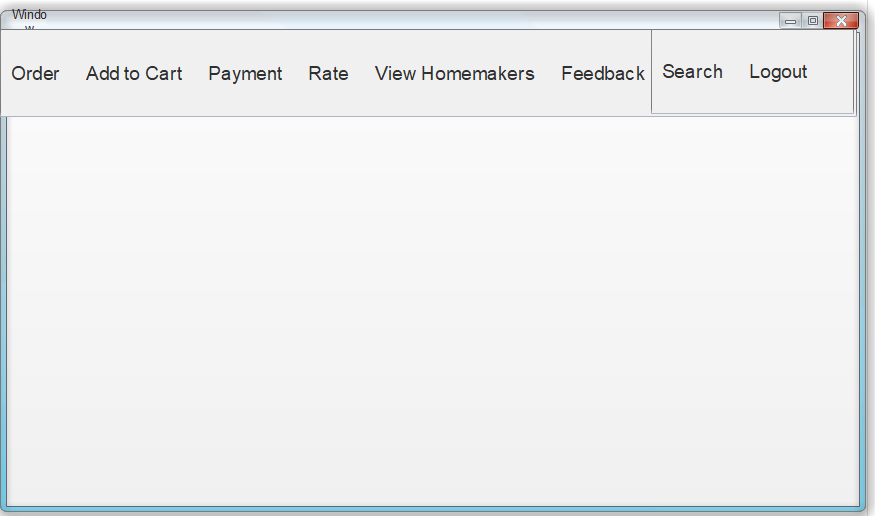 Windo
w
Order Add to Cart Payment Rate View Homemakers Feedback Search Logout